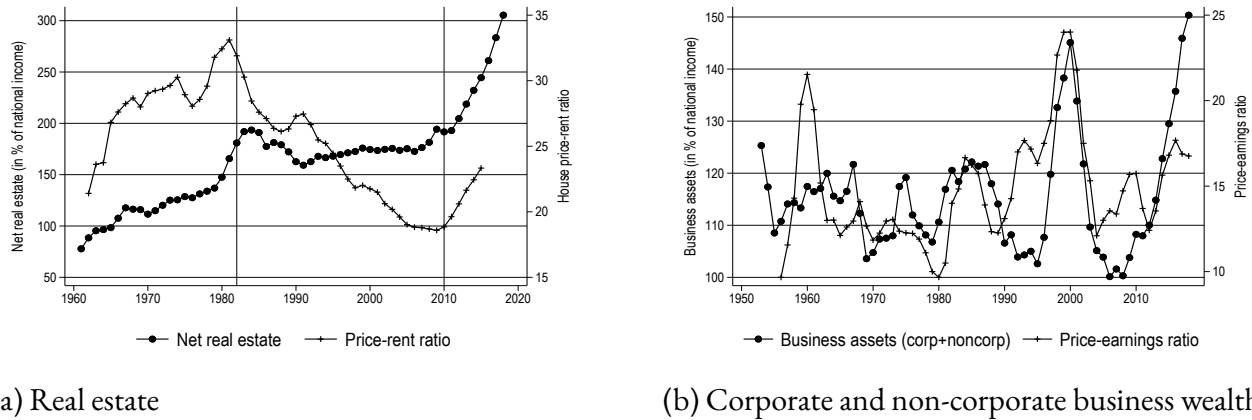 Net real estate (in % of national income)
300
250
200
150
100
50
35
30
25
20
15
House price-rent ratio
1960 1970 1980 1990 2000 2010 2020
Net real estate Price-rent ratio
a) Real estate
Business assets (in % of national income)
150
140
130
120
110
100
25
20
15
10
Price-earnings ratio
1950 1960 1970 1980 1990 2000 2010
Business assets (corp+noncorp) Price-earnings ratio
(b) Corporate and non-corporate business wealth